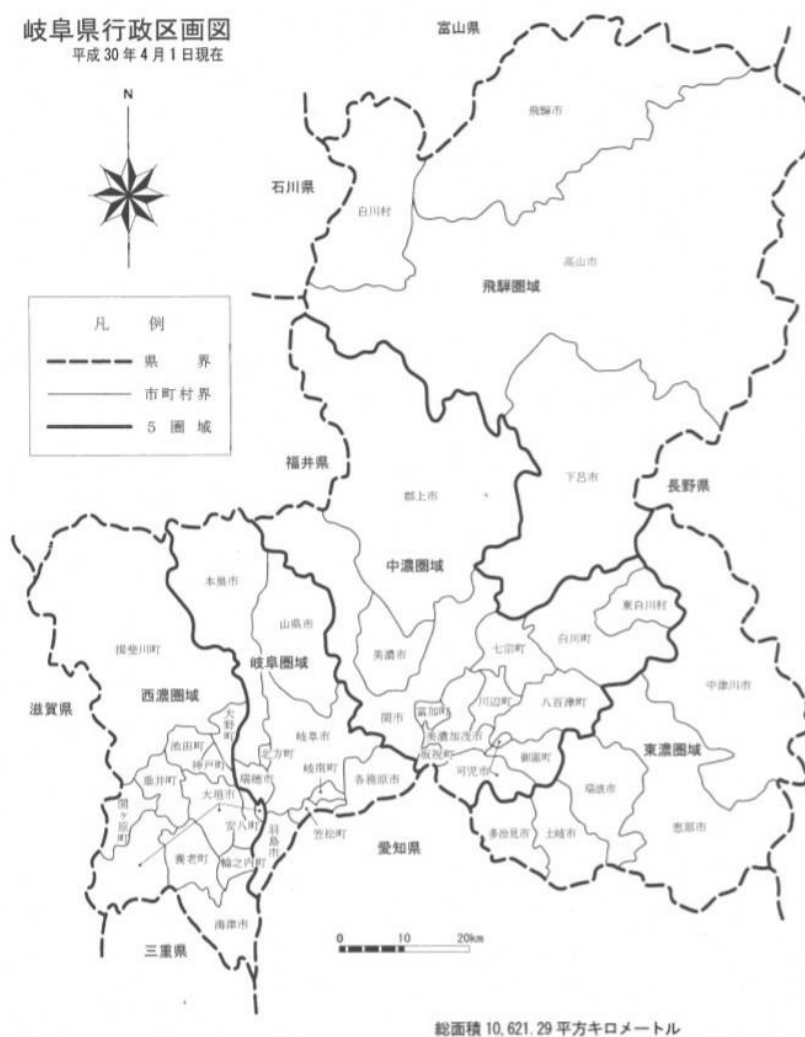 岐阜県行政区画図
平成30年4月1日現在
富山県
N
飛騨市
石川県
白川村
高山市
飛騨圏域
凡 例
県 界
市町村界
5 圏 域
福井県
下呂市
長野県
郡上市
中濃圏域
本巣市
東白川村
山県市
白川町
七宗町
美濃市
揖斐川町
岐阜圏域
中津川市
西濃圏域
滋賀県
川辺町
八百津町
大野町
関市
富加町
岐阜市
美濃加茂市
東濃圏域
池田町
北方町
坂祝町
御嵩町
神戸町
岐南町
可児市
垂井町
瑞穂市
各務原市
瑞浪市
大垣市
関ヶ原町
安八町
羽島市
笠松町
多治見市
土岐市
恵那市
愛知県
養老町
輪之内町
海津市
三重県
0 10 20km
総面積 10,621.29 平方キロメートル